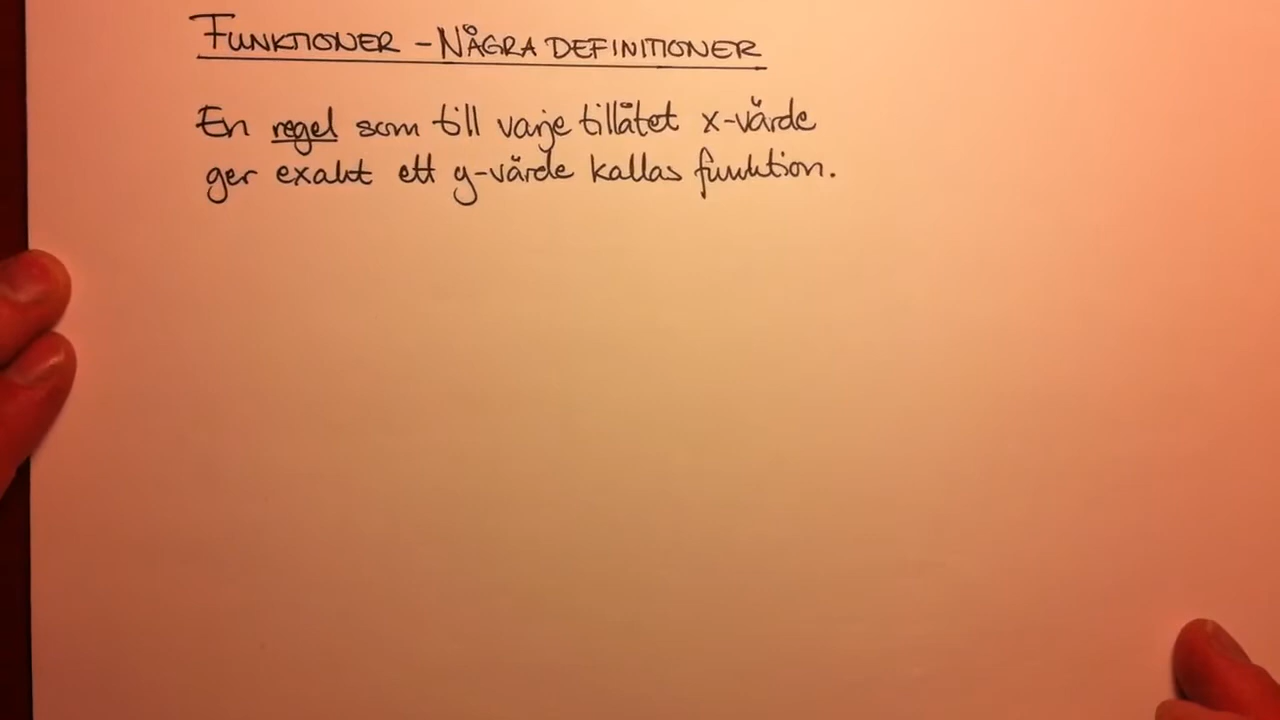 FUNKTIONER - NÅGRA DEFINITIONER
En regel som till varje tillåtet x-värde
ger exakt ett y-värde kallas funktion.